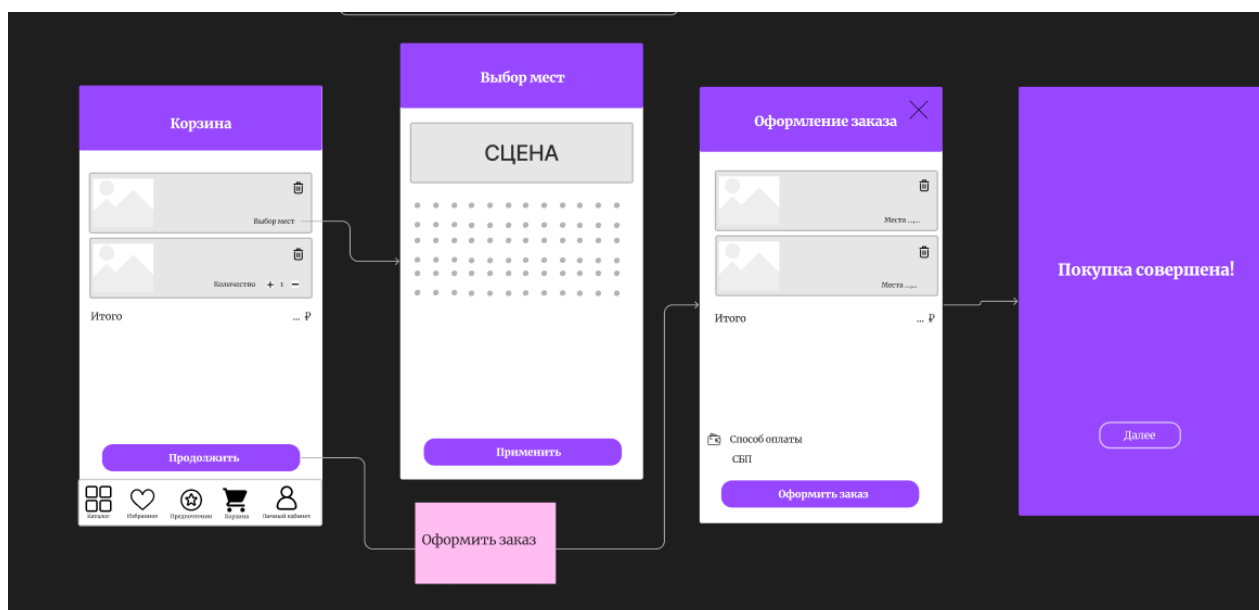 Корзина
Выбор мест
Количество + 1 −
Итого ... ₽
Продолжить
Каталог Избранное Предпочтения Корзина Личный кабинет
Выбор мест
СЦЕНА
Применить
Оформить заказ
Оформление заказа
Места ...,...
Места ...,...
Итого ... ₽
Способ оплаты
СБП
Оформить заказ
Покупка совершена!
Далее